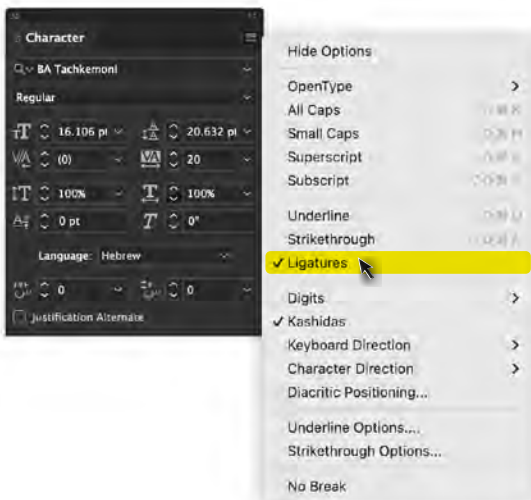 Character
BA Tachkemoni
Regular
16.106 pt
20.632 pt
(0)
20
100%
100%
0 pt
0°
Language: Hebrew
0
0
Justification Alternate
Hide Options
OpenType
All Caps
Small Caps
Superscript
Subscript
Underline
Strikethrough
✓ Ligatures
Digits
✓ Kashidas
Keyboard Direction
Character Direction
Diacritic Positioning...
Underline Options....
Strikethrough Options...
No Break